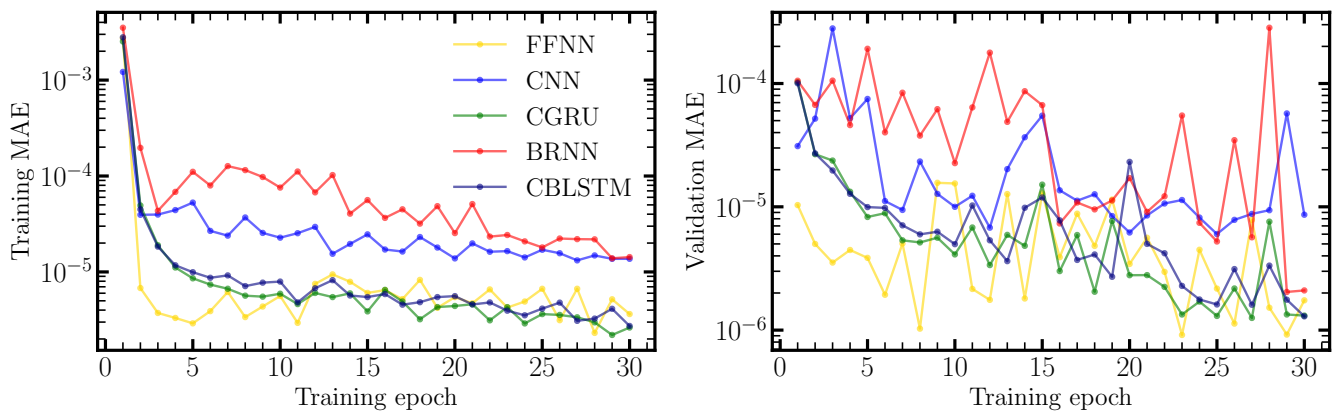 Training MAE
10⁻³
10⁻⁴
10⁻⁵
FFNN
CNN
CGRU
BRNN
CBLSTM
0 5 10 15 20 25 30
Training epoch
Validation MAE
10⁻⁴
10⁻⁵
10⁻⁶
0 5 10 15 20 25 30
Training epoch